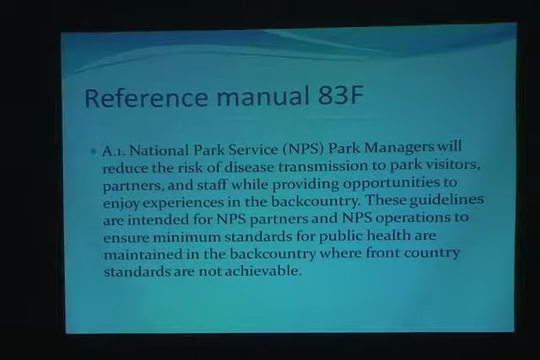 Reference manual 83F
• A.1. National Park Service (NPS) Park Managers will
reduce the risk of disease transmission to park visitors,
partners, and staff while providing opportunities to
enjoy experiences in the backcountry. These guidelines
are intended for NPS partners and NPS operations to
ensure minimum standards for public health are
maintained in the backcountry where front country
standards are not achievable.